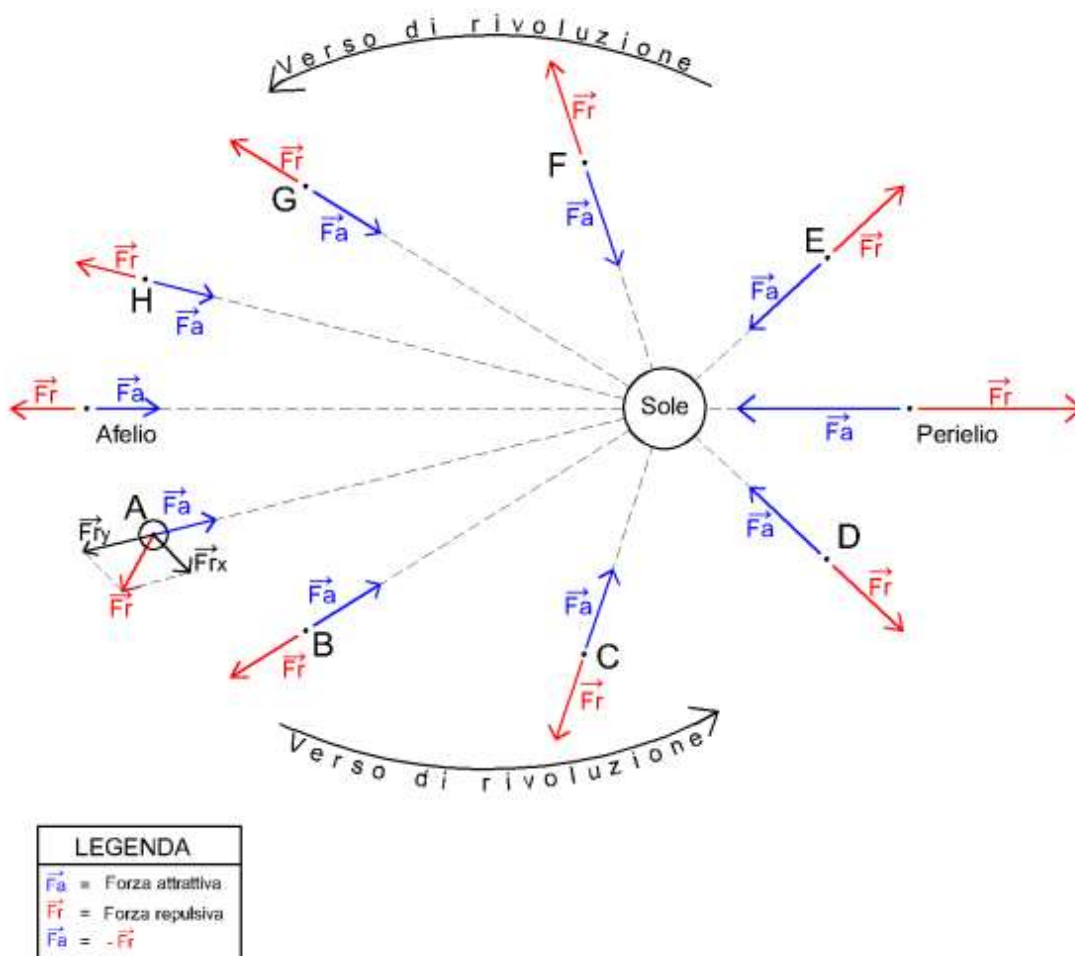 Verso di rivoluzione
Fr
F
Fa
Fr
G
Fa
E
Fr
Fa
Fr
H
Fa
Fr
Fa
Afelio
Sole
Fr
Fa
Perielio
A
Fa
Fry
Frx
Fr
Fa
D
Fr
Fa
B
Fr
Fa
C
Fr
Verso di rivoluzione
LEGENDA
Fa = Forza attrattiva
Fr = Forza repulsiva
Fa = -Fr